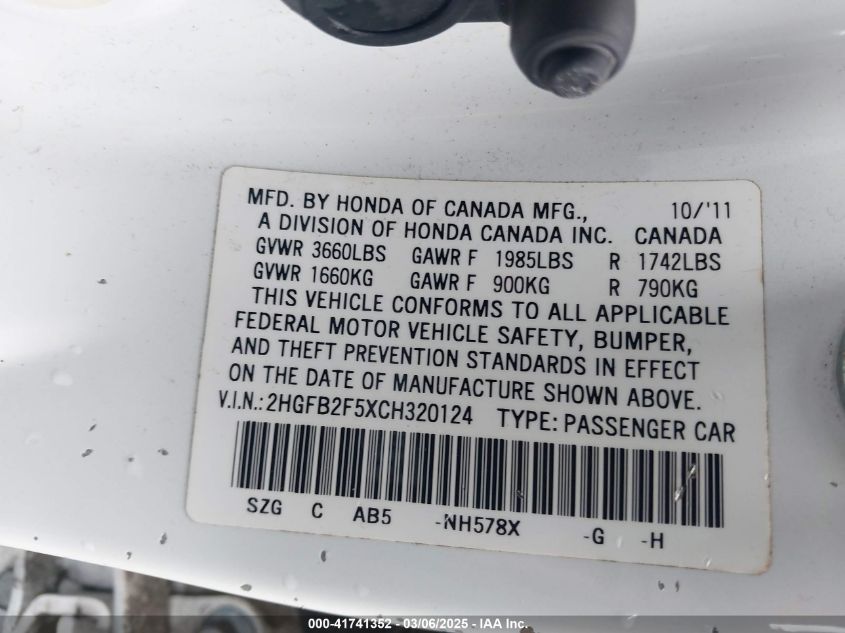 MFD. BY HONDA OF CANADA MFG., 10/'11
A DIVISION OF HONDA CANADA INC. CANADA
GVWR 3660LBS GAWR F 1985LBS R 1742LBS
GVWR 1660KG GAWR F 900KG R 790KG
THIS VEHICLE CONFORMS TO ALL APPLICABLE
FEDERAL MOTOR VEHICLE SAFETY, BUMPER,
AND THEFT PREVENTION STANDARDS IN EFFECT
ON THE DATE OF MANUFACTURE SHOWN ABOVE.
V.I.N.: 2HGFB2F5XCH320124 TYPE: PASSENGER CAR
SZG C AB5 -NH578X -G -H
000-41741352 - 03/06/2025 - IAA Inc.